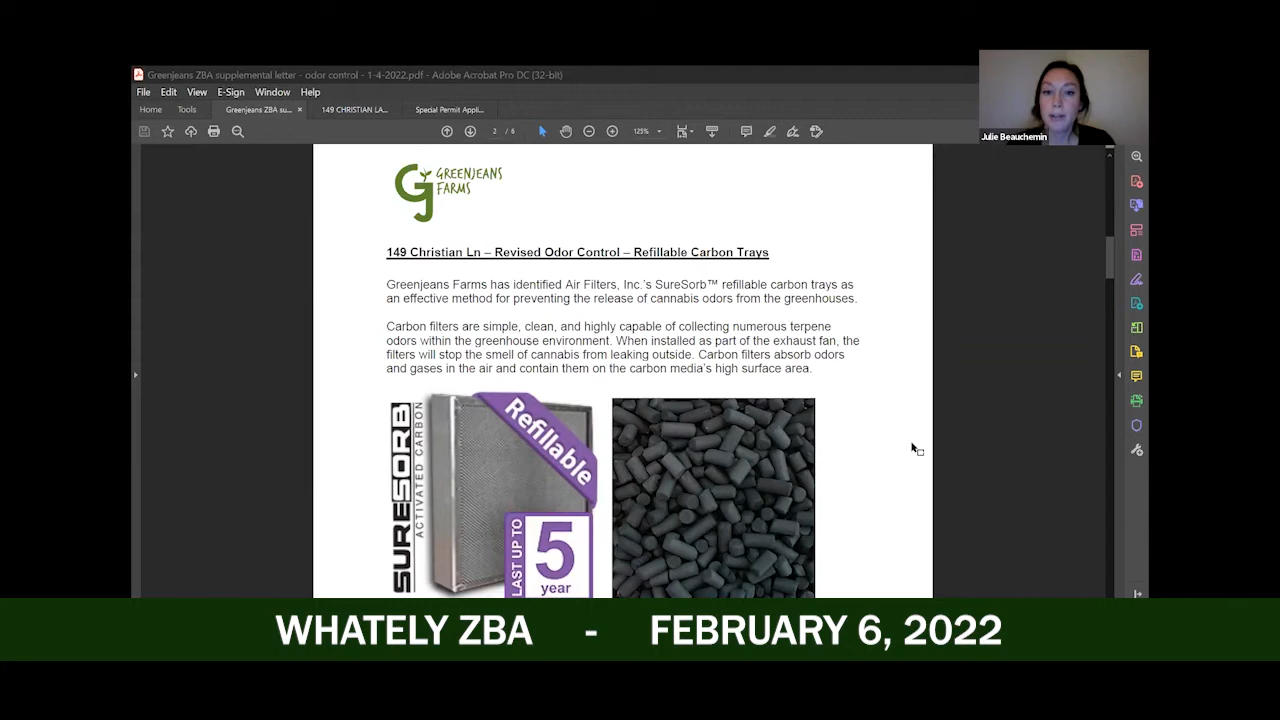 Greenjeans ZBA supplemental letter - odor control - 1-4-2022.pdf - Adobe Acrobat Pro DC (32-bit)
File Edit View E-Sign Window Help
Home Tools Greenjeans ZBA su... × 149 CHRISTIAN LA... Special Permit Appli...
2 / 6 125%
Julie Beauchemin
GJ GREENJEANS
FARMS
149 Christian Ln – Revised Odor Control – Refillable Carbon Trays
Greenjeans Farms has identified Air Filters, Inc.'s SureSorb™ refillable carbon trays as
an effective method for preventing the release of cannabis odors from the greenhouses.
Carbon filters are simple, clean, and highly capable of collecting numerous terpene
odors within the greenhouse environment. When installed as part of the exhaust fan, the
filters will stop the smell of cannabis from leaking outside. Carbon filters absorb odors
and gases in the air and contain them on the carbon media's high surface area.
SURESORB
ACTIVATED CARBON
Refillable
LAST UP TO
5
year
WHATELY ZBA - FEBRUARY 6, 2022